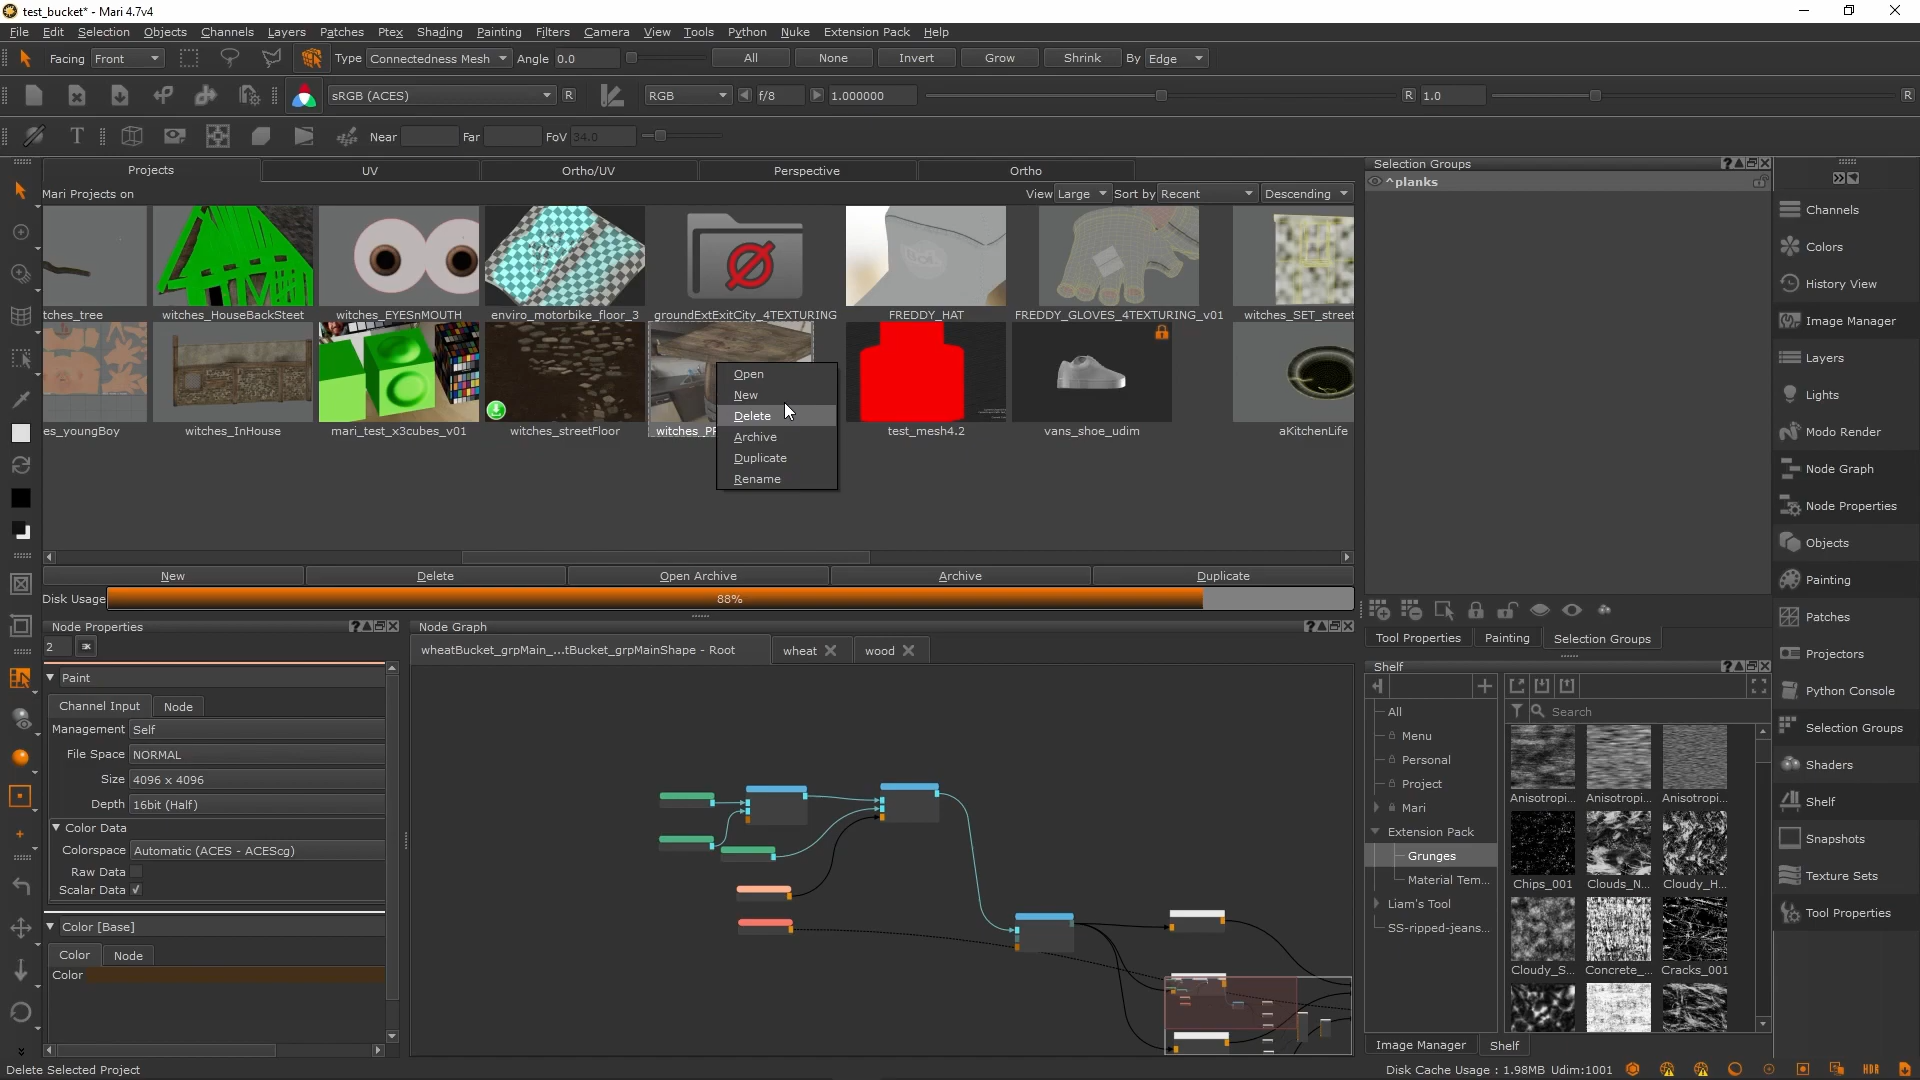 test_bucket* - Mari 4.7v4
File Edit Selection Objects Channels Layers Patches Ptex Shading Painting Filters Camera View Tools Python Nuke Extension Pack Help
Facing Front Type Connectedness Mesh Angle 0.0 All None Invert Grow Shrink By Edge
sRGB (ACES) R RGB f/8 1.000000 R 1.0 R
T Near Far FoV 34.0
Projects UV Ortho/UV Perspective Ortho
Mari Projects on View Large Sort by Recent Descending
tches_tree witches_HouseBackSteet witches_EYESnMOUTH enviro_motorbike_floor_3 groundExtExitCity_4TEXTURING FREDDY_HAT FREDDY_GLOVES_4TEXTURING_v01 witches_SET_street
es_youngBoy witches_InHouse mari_test_x3cubes_v01 witches_streetFloor witches_PR test_mesh4.2 vans_shoe_udim aKitchenLife
Open
New
Delete
Archive
Duplicate
Rename
New Delete Open Archive Archive Duplicate
Disk Usage 88%
Selection Groups
^planks
Tool Properties Painting Selection Groups
Channels
Colors
History View
Image Manager
Layers
Lights
Modo Render
Node Graph
Node Properties
Objects
Painting
Patches
Projectors
Python Console
Selection Groups
Shaders
Shelf
Snapshots
Texture Sets
Tool Properties
Node Properties
2
Paint
Channel Input Node
Management Self
File Space NORMAL
Size 4096 x 4096
Depth 16bit (Half)
Color Data
Colorspace Automatic (ACES - ACEScg)
Raw Data
Scalar Data
Color [Base]
Color Node
Color
Node Graph
wheatBucket_grpMain_...tBucket_grpMainShape - Root wheat wood
Shelf
Search
All
Menu
Personal
Project
Mari
Extension Pack
Grunges
Material Tem...
Liam's Tool
SS-ripped-jeans...
Anisotropi... Anisotropi... Anisotropi...
Chips_001 Clouds_N... Cloudy_H...
Cloudy_S... Concrete_... Cracks_001
Image Manager Shelf
Delete Selected Project Disk Cache Usage : 1.98MB Udim:1001 HDR